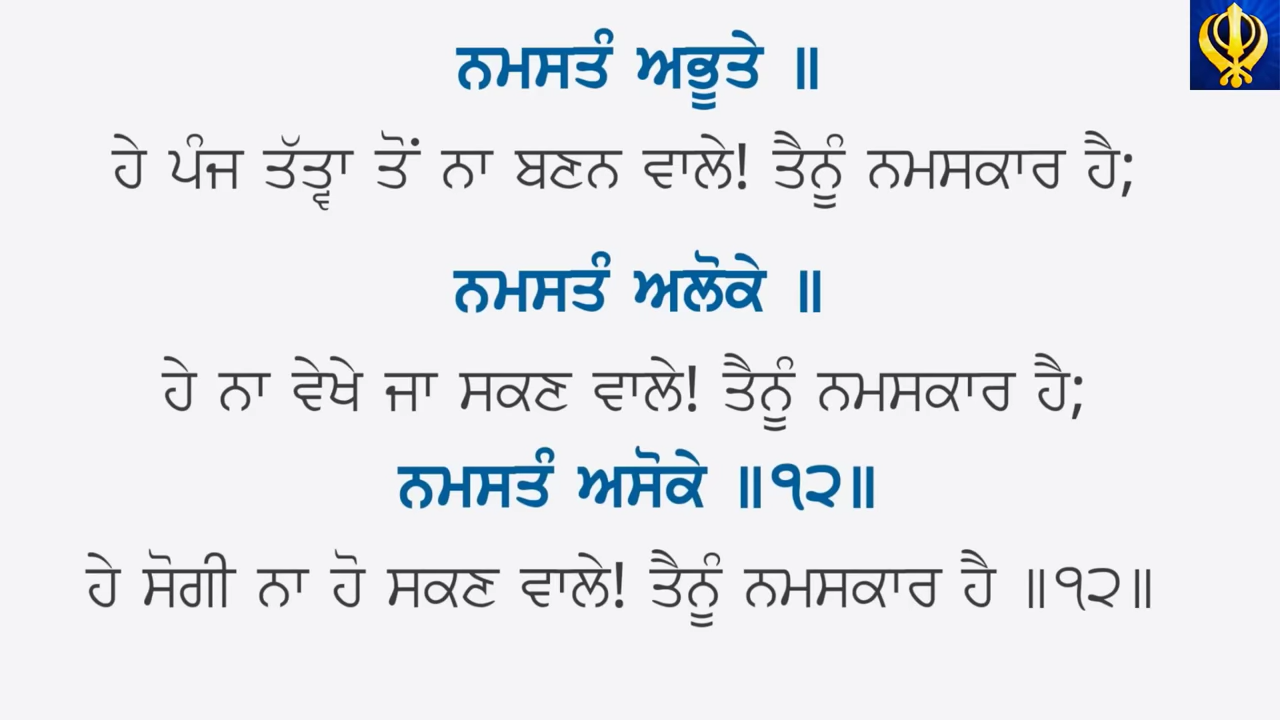 ਨਮਸਤੰ ਅਭੂਤੇ ॥
ਹੇ ਪੰਜ ਤੱਤ੍ਵਾ ਤੋਂ ਨਾ ਬਣਨ ਵਾਲੇ! ਤੈਨੂੰ ਨਮਸਕਾਰ ਹੈ;
ਨਮਸਤੰ ਅਲੋਕੇ ॥
ਹੇ ਨਾ ਵੇਖੇ ਜਾ ਸਕਣ ਵਾਲੇ! ਤੈਨੂੰ ਨਮਸਕਾਰ ਹੈ;
ਨਮਸਤੰ ਅਸੋਕੇ ॥੧੨॥
ਹੇ ਸੋਗੀ ਨਾ ਹੋ ਸਕਣ ਵਾਲੇ! ਤੈਨੂੰ ਨਮਸਕਾਰ ਹੈ ॥੧੨॥